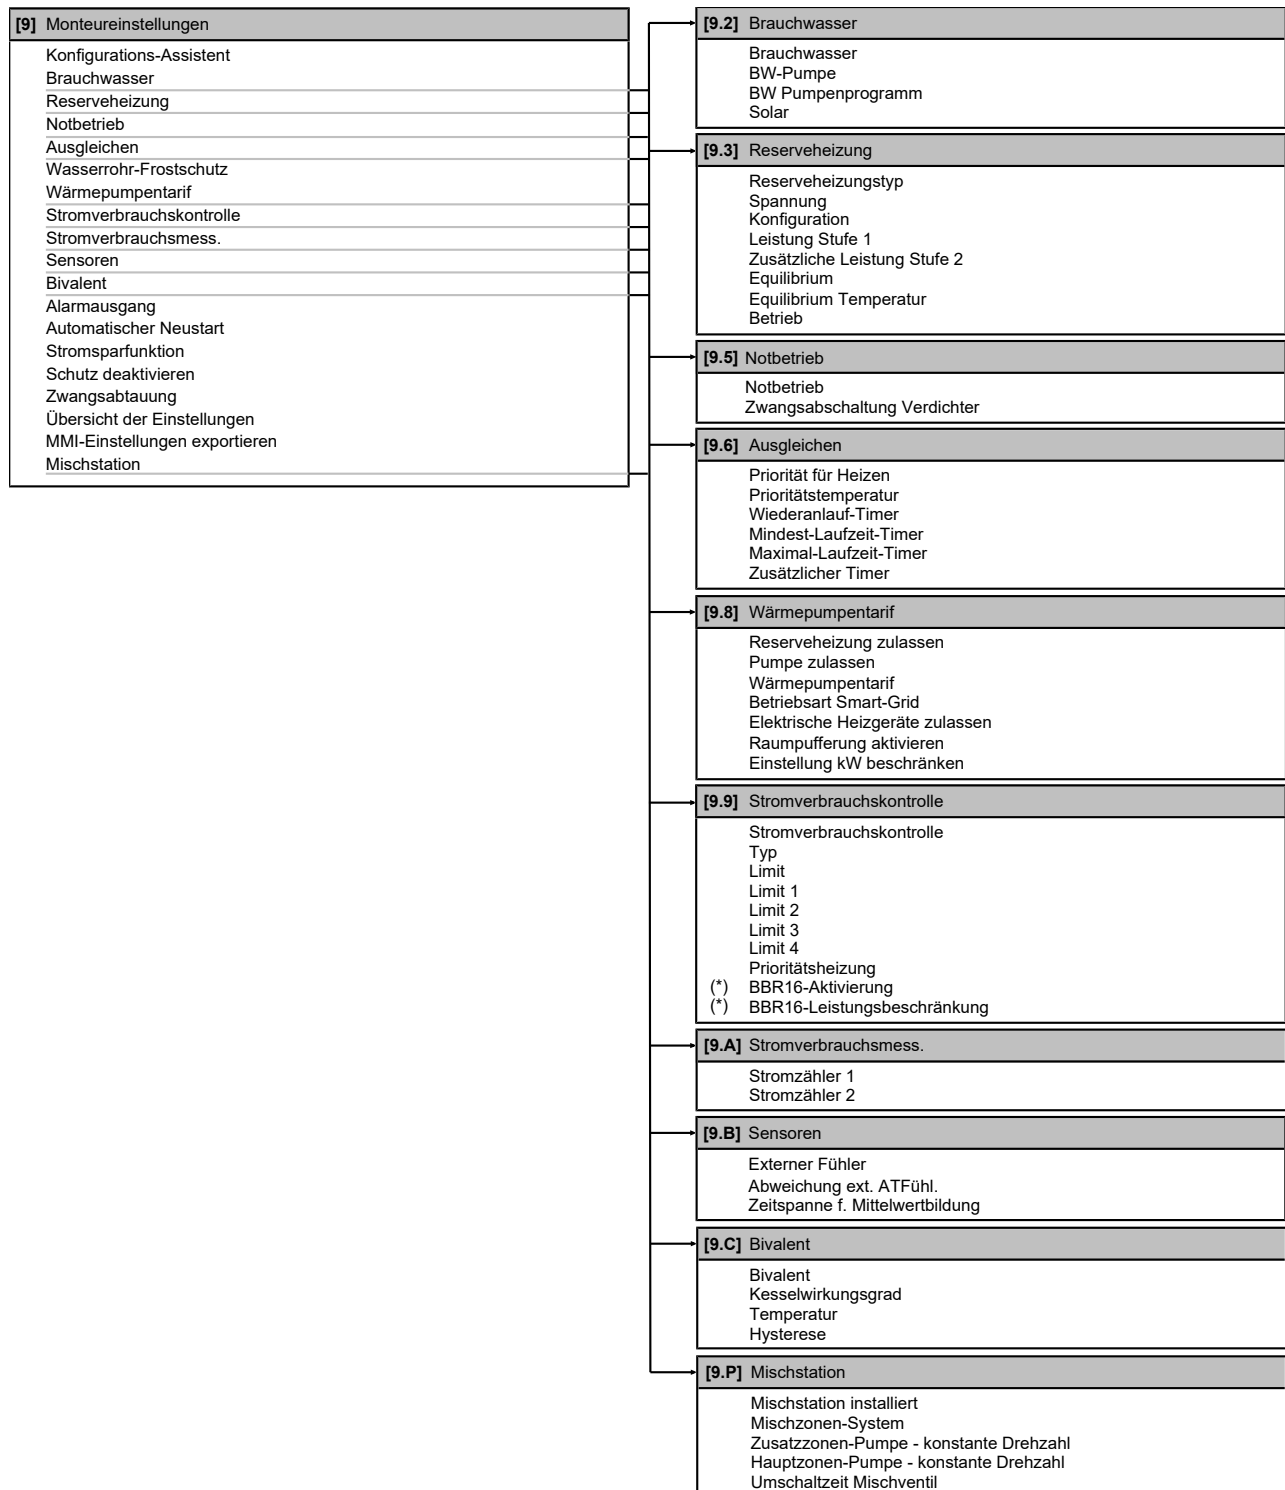 [9] Monteureinstellungen
Konfigurations-Assistent
Brauchwasser
Reserveheizung
Notbetrieb
Ausgleichen
Wasserrohr-Frostschutz
Wärmepumpentarif
Stromverbrauchskontrolle
Stromverbrauchsmess.
Sensoren
Bivalent
Alarmausgang
Automatischer Neustart
Stromsparfunktion
Schutz deaktivieren
Zwangsabtauung
Übersicht der Einstellungen
MMI-Einstellungen exportieren
Mischstation
[9.2] Brauchwasser
Brauchwasser
BW-Pumpe
BW Pumpenprogramm
Solar
[9.3] Reserveheizung
Reserveheizungstyp
Spannung
Konfiguration
Leistung Stufe 1
Zusätzliche Leistung Stufe 2
Equilibrium
Equilibrium Temperatur
Betrieb
[9.5] Notbetrieb
Notbetrieb
Zwangsabschaltung Verdichter
[9.6] Ausgleichen
Priorität für Heizen
Prioritätstemperatur
Wiederanlauf-Timer
Mindest-Laufzeit-Timer
Maximal-Laufzeit-Timer
Zusätzlicher Timer
[9.8] Wärmepumpentarif
Reserveheizung zulassen
Pumpe zulassen
Wärmepumpentarif
Betriebsart Smart-Grid
Elektrische Heizgeräte zulassen
Raumpufferung aktivieren
Einstellung kW beschränken
[9.9] Stromverbrauchskontrolle
Stromverbrauchskontrolle
Typ
Limit
Limit 1
Limit 2
Limit 3
Limit 4
Prioritätsheizung
(*) BBR16-Aktivierung
(*) BBR16-Leistungsbeschränkung
[9.A] Stromverbrauchsmess.
Stromzähler 1
Stromzähler 2
[9.B] Sensoren
Externer Fühler
Abweichung ext. ATFühl.
Zeitspanne f. Mittelwertbildung
[9.C] Bivalent
Bivalent
Kesselwirkungsgrad
Temperatur
Hysterese
[9.P] Mischstation
Mischstation installiert
Mischzonen-System
Zusatzzonen-Pumpe - konstante Drehzahl
Hauptzonen-Pumpe - konstante Drehzahl
Umschaltzeit Mischventil